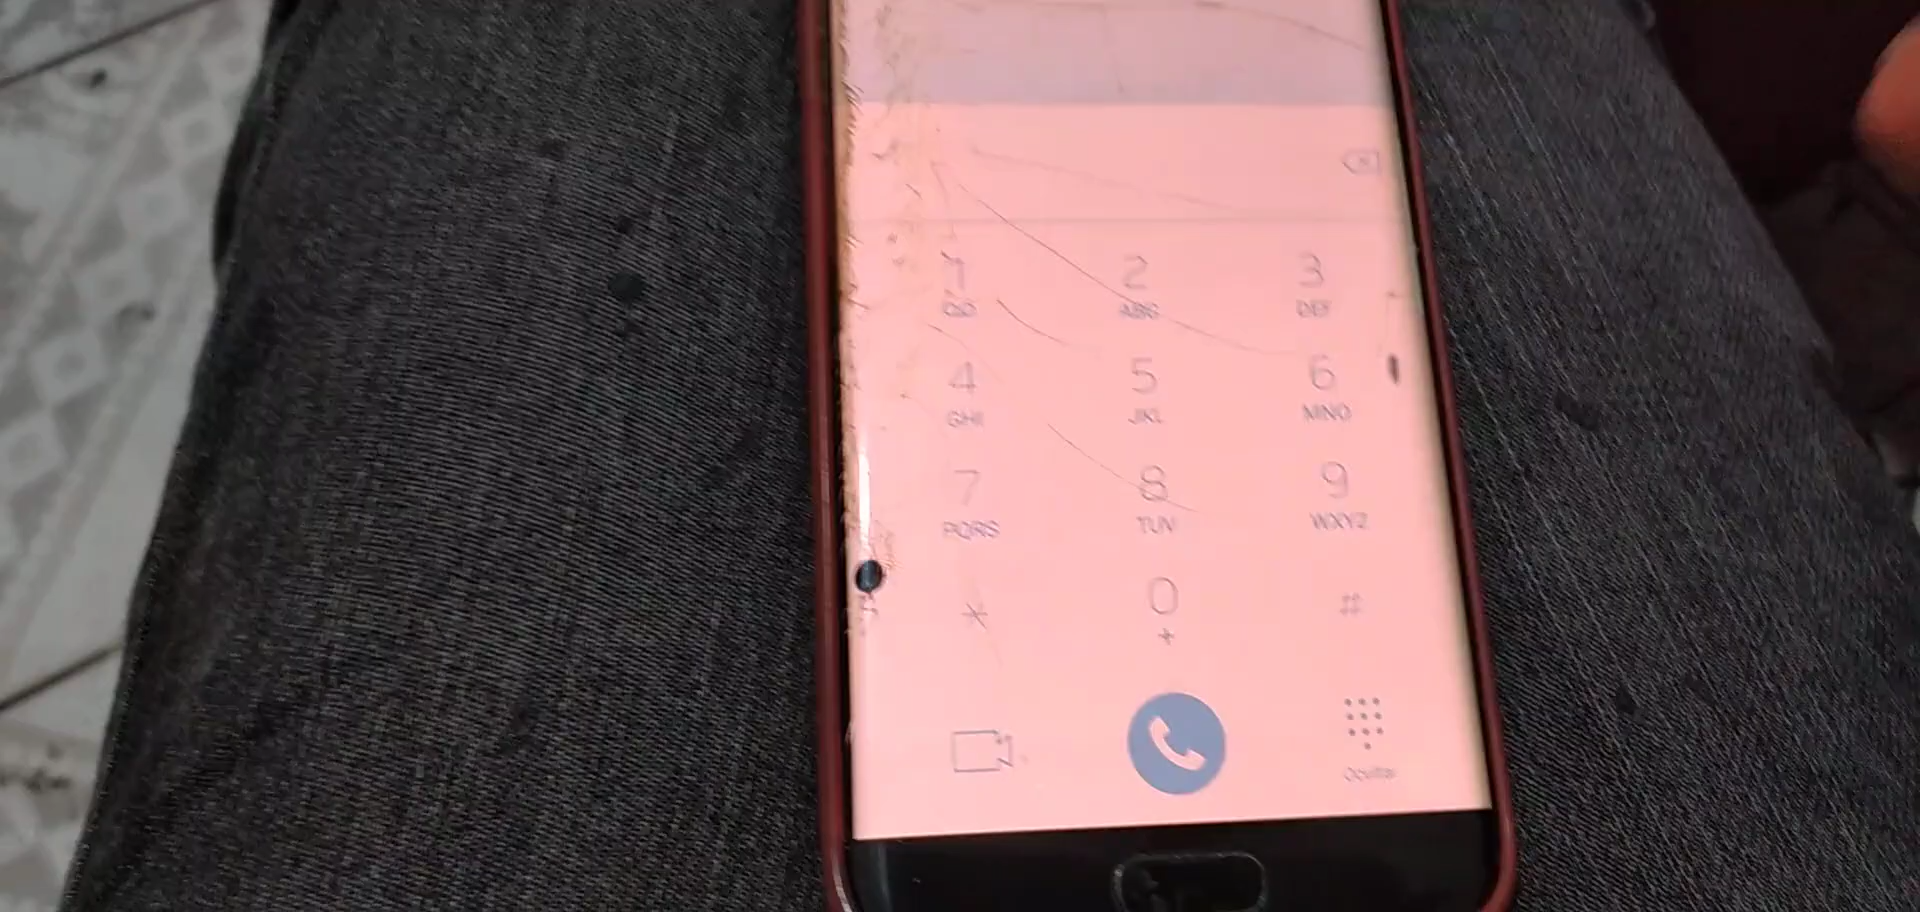 1 2 3
ABC DEF
4 5 6
GHI JKL MNO
7 8 9
PQRS TUV WXYZ
* 0 #
+
Ocultar